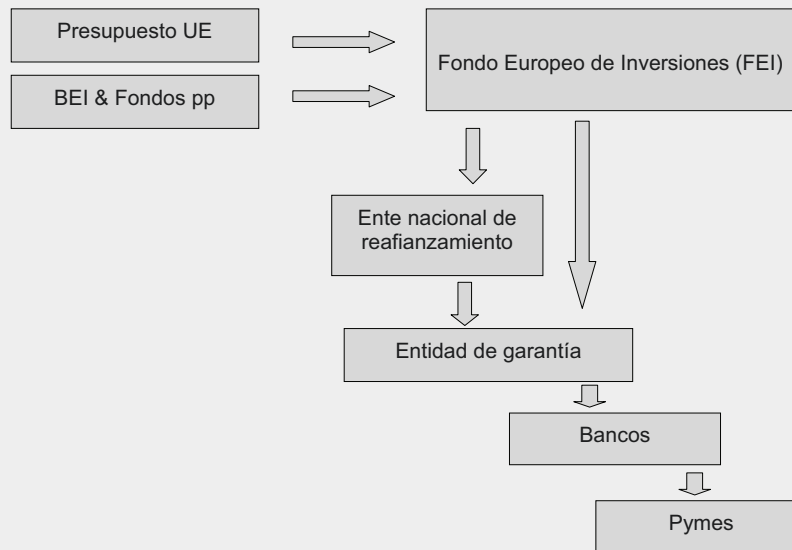 Presupuesto UE
BEI & Fondos pp
Fondo Europeo de Inversiones (FEI)
Ente nacional de
reafianzamiento
Entidad de garantía
Bancos
Pymes